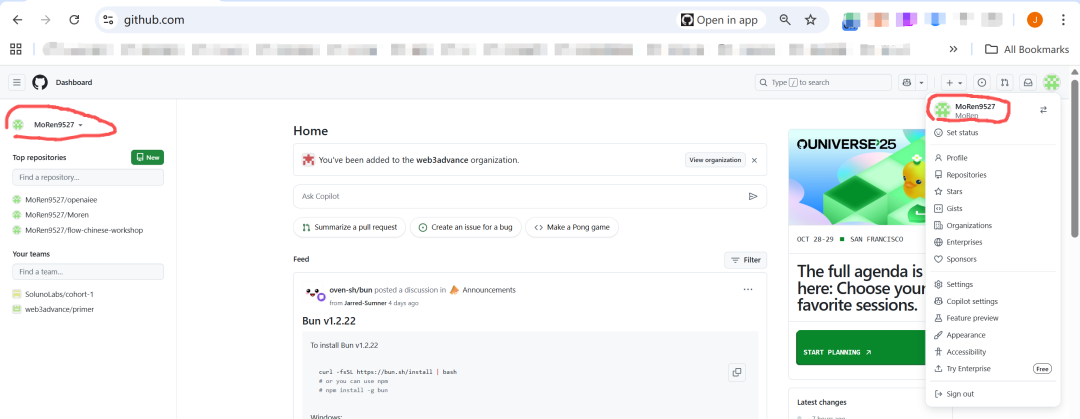 github.com
Open in app
All Bookmarks
Dashboard
Type / to search
MoRen9527
Top repositories
New
Find a repository...
MoRen9527/openaiee
MoRen9527/Moren
MoRen9527/flow-chinese-workshop
Your teams
Find a team...
SolunoLabs/cohort-1
web3advance/primer
Home
You've been added to the web3advance organization.
View organization
Ask Copilot
Summarize a pull request
Create an issue for a bug
Make a Pong game
Feed
Filter
oven-sh/bun posted a discussion in Announcements
from Jarred-Sumner 4 days ago
Bun v1.2.22
To install Bun v1.2.22
curl -fsSL https://bun.sh/install | bash
# or you can use npm
# npm install -g bun
Windows:
UNIVERSE'25
OCT 28-29 SAN FRANCISCO
The full agenda is
here: Choose your
favorite sessions.
START PLANNING
Latest changes
2 hours ago
J
MoRen9527
MoRen
Set status
Profile
Repositories
Stars
Gists
Organizations
Enterprises
Sponsors
Settings
Copilot settings
Feature preview
Appearance
Accessibility
Try Enterprise
Free
Sign out